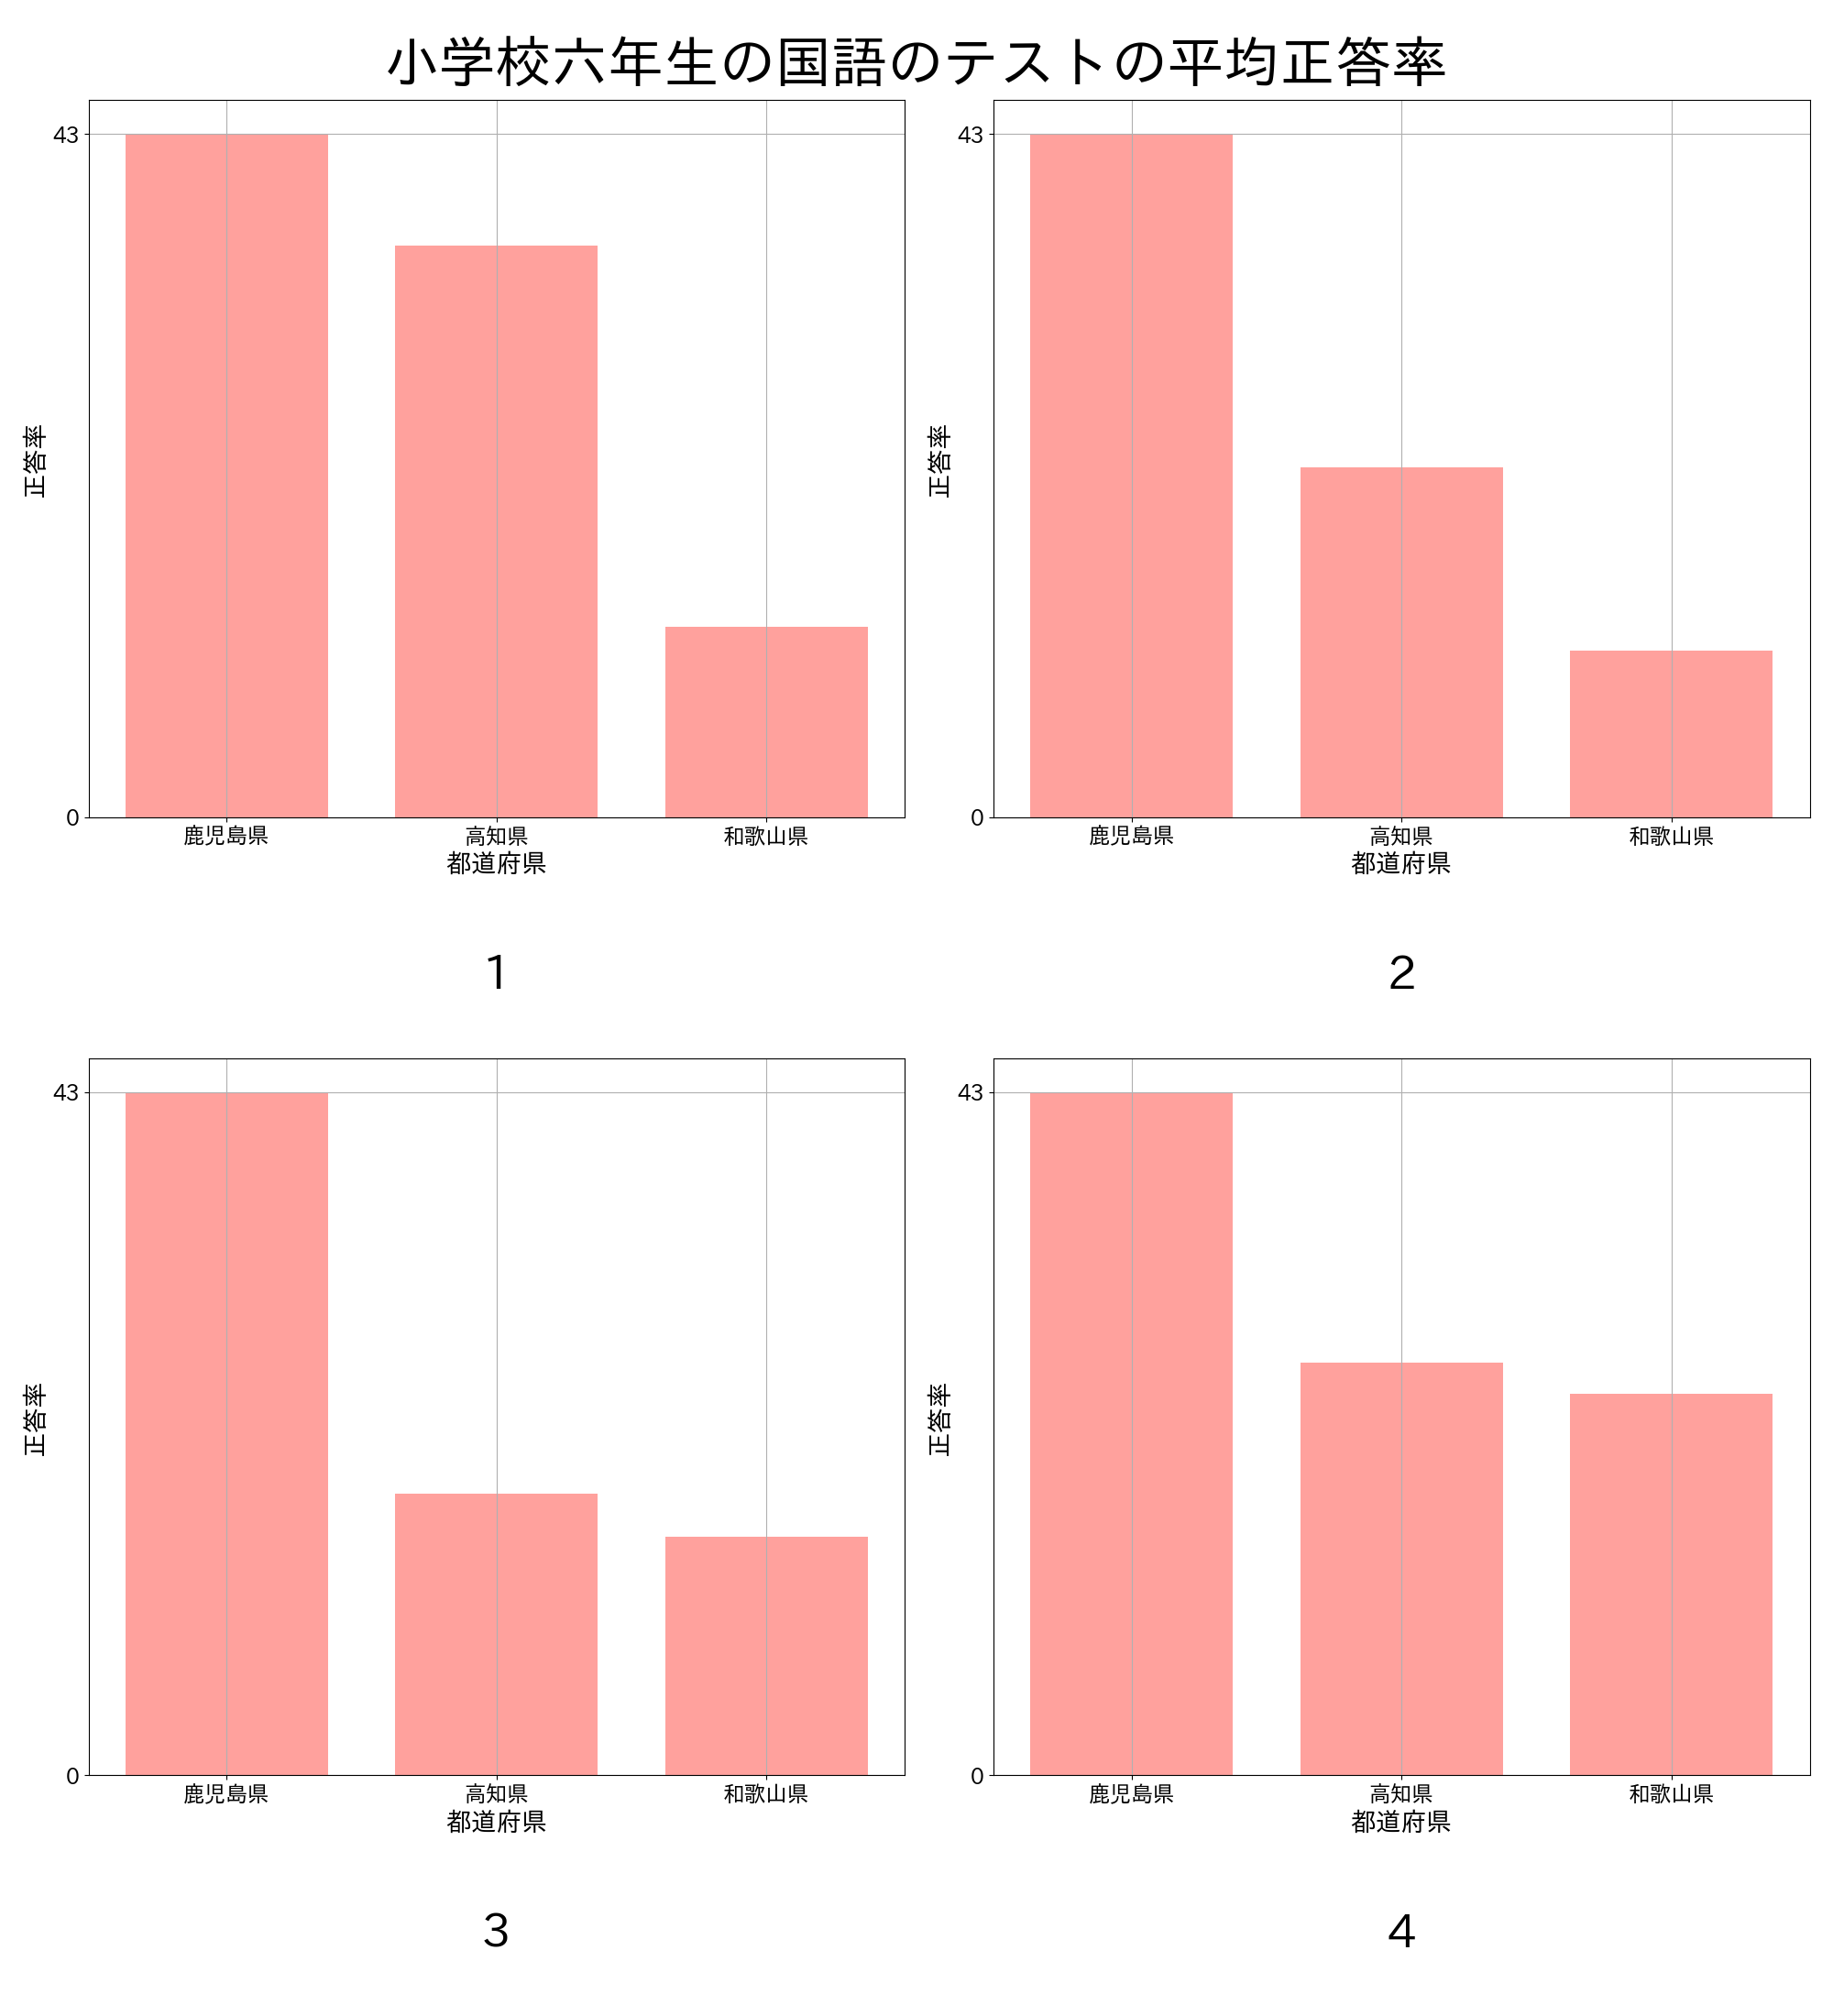 小学校六年生の国語のテストの平均正答率
43
0
正答率
鹿児島県 高知県 和歌山県
都道府県
1
43
0
正答率
鹿児島県 高知県 和歌山県
都道府県
2
43
0
正答率
鹿児島県 高知県 和歌山県
都道府県
3
43
0
正答率
鹿児島県 高知県 和歌山県
都道府県
4